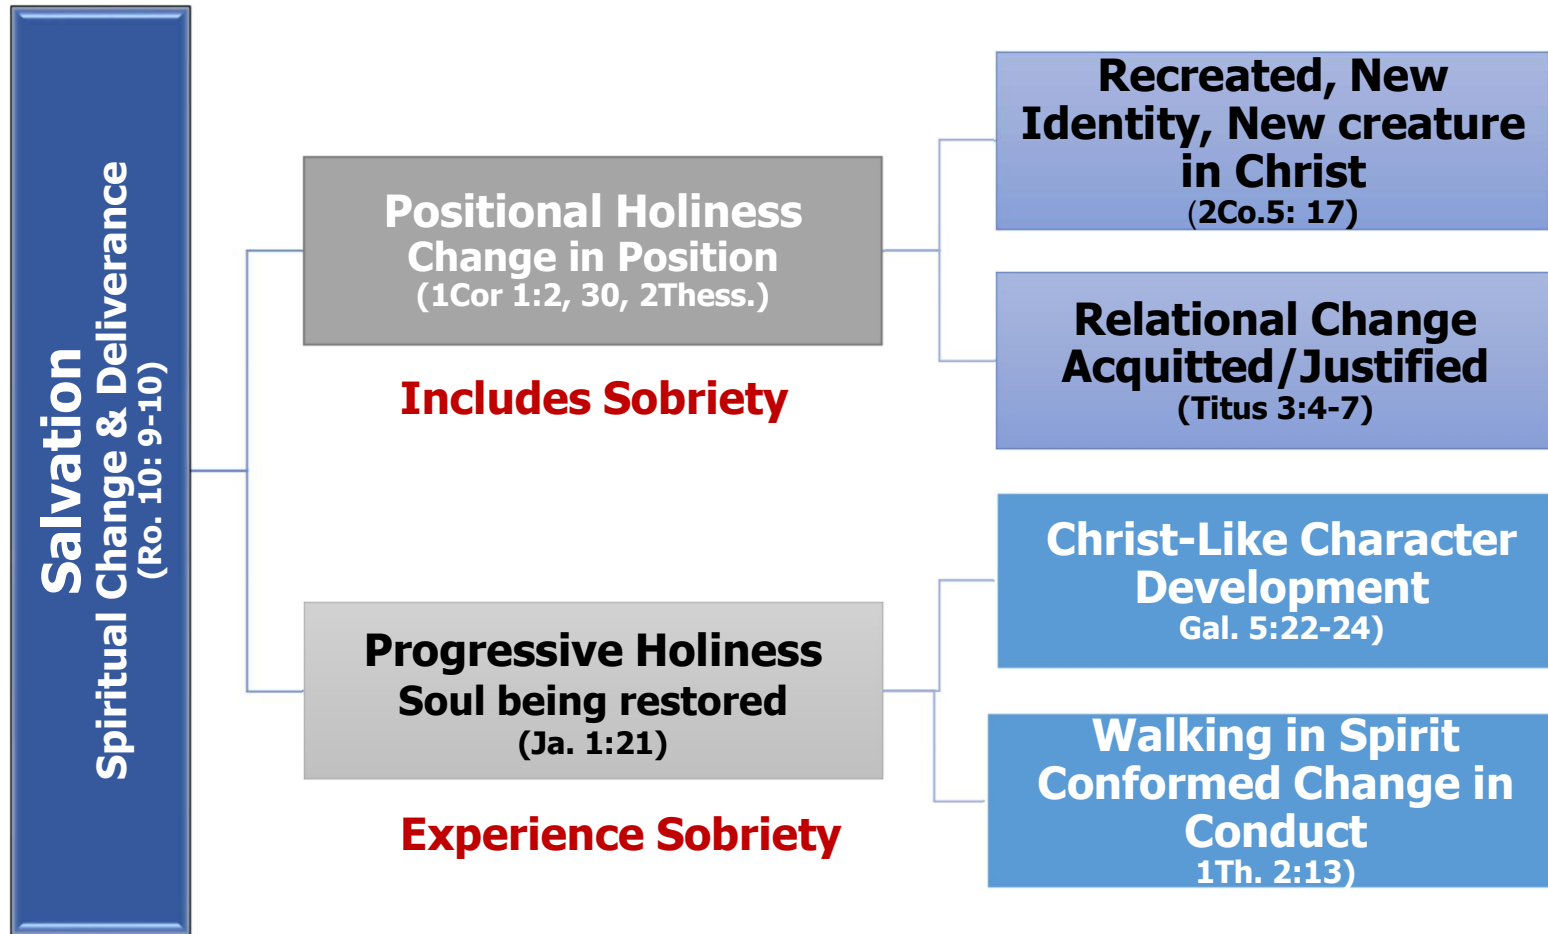 Salvation
Spiritual Change & Deliverance
(Ro. 10: 9-10)
Positional Holiness
Change in Position
(1Cor 1:2, 30, 2Thess.)
Includes Sobriety
Recreated, New
Identity, New creature
in Christ
(2Co.5: 17)
Relational Change
Acquitted/Justified
(Titus 3:4-7)
Progressive Holiness
Soul being restored
(Ja. 1:21)
Experience Sobriety
Christ-Like Character
Development
Gal. 5:22-24)
Walking in Spirit
Conformed Change in
Conduct
1Th. 2:13)